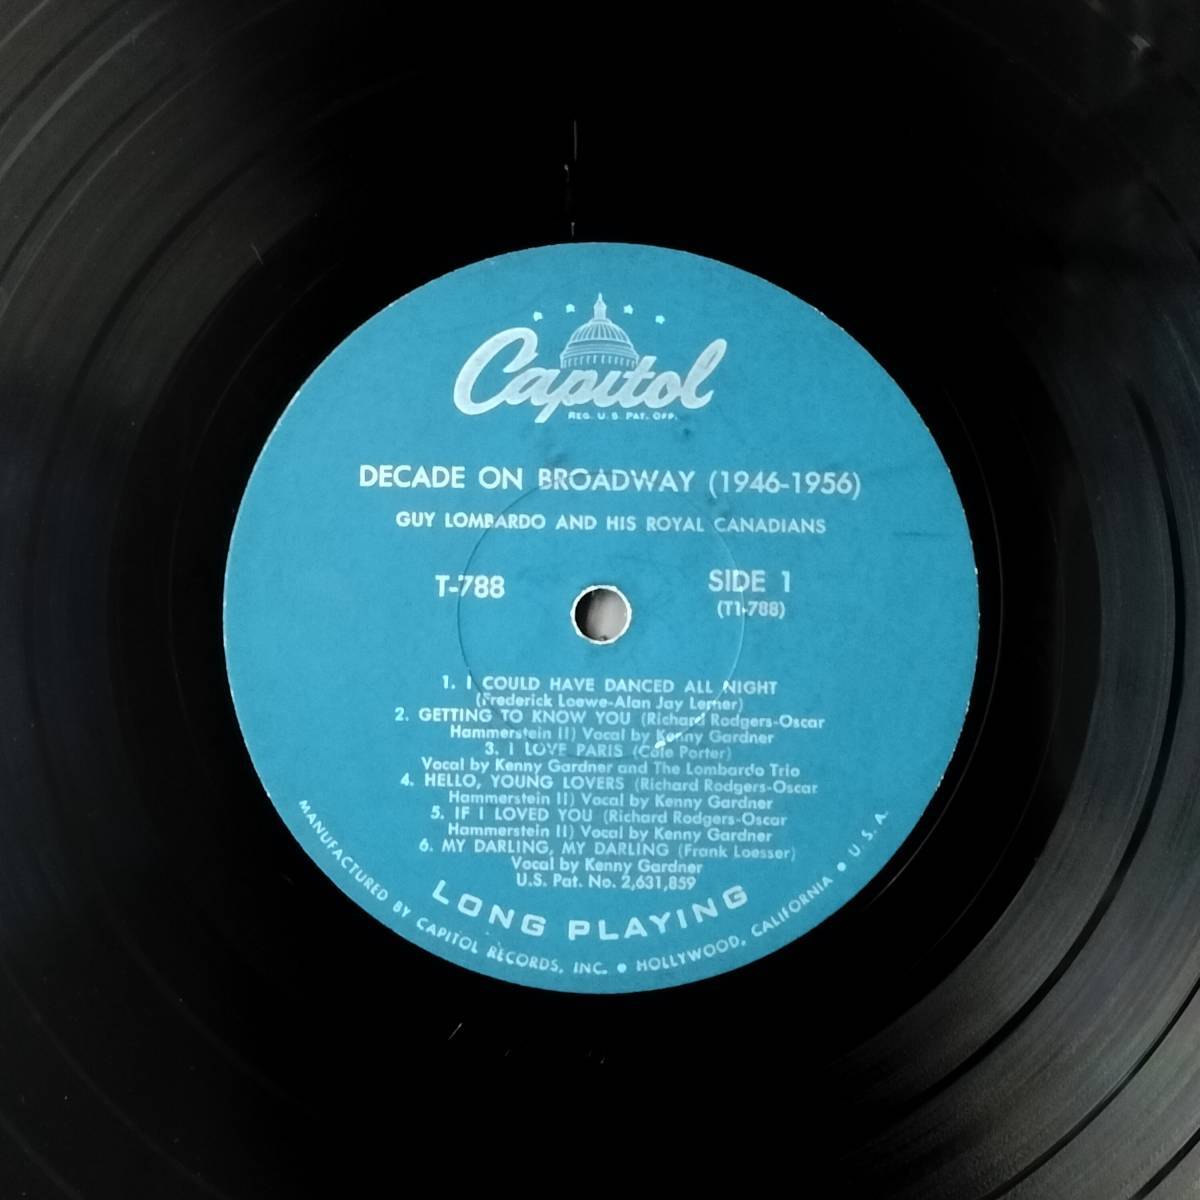 Capitol
REG. U.S. PAT. OFF.
DECADE ON BROADWAY (1946-1956)
GUY LOMBARDO AND HIS ROYAL CANADIANS
T-788
SIDE 1
(T1-788)
1. I COULD HAVE DANCED ALL NIGHT
(Frederick Loewe-Alan Jay Lerner)
2. GETTING TO KNOW YOU (Richard Rodgers-Oscar
Hammerstein II) Vocal by Kenny Gardner
3. I LOVE PARIS (Cole Porter)
Vocal by Kenny Gardner and The Lombardo Trio
4. HELLO, YOUNG LOVERS (Richard Rodgers-Oscar
Hammerstein II) Vocal by Kenny Gardner
5. IF I LOVED YOU (Richard Rodgers-Oscar
Hammerstein II) Vocal by Kenny Gardner
6. MY DARLING, MY DARLING (Frank Loesser)
Vocal by Kenny Gardner
U.S. Pat. No. 2,631,859
LONG PLAYING
MANUFACTURED BY CAPITOL RECORDS, INC. • HOLLYWOOD, CALIFORNIA • U. S. A.